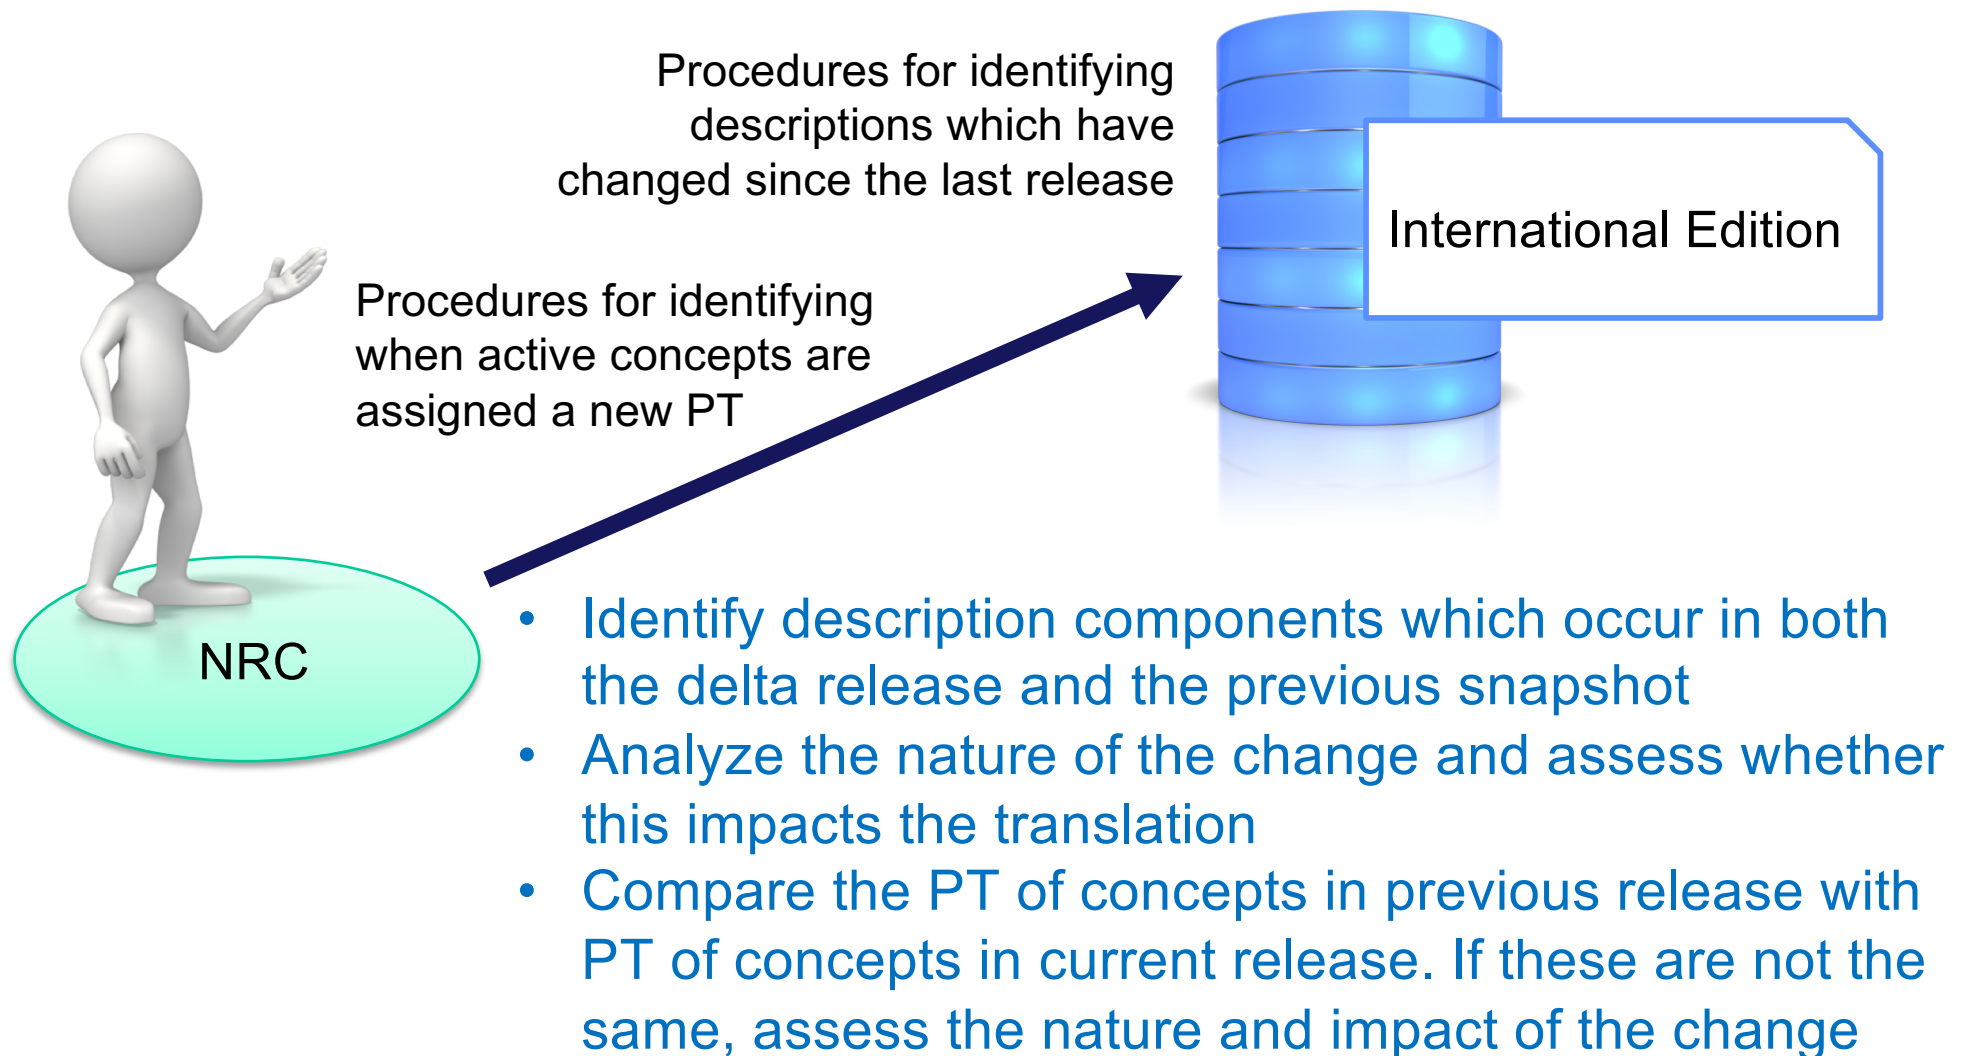 Procedures for identifying
descriptions which have
changed since the last release
International Edition
Procedures for identifying
when active concepts are
assigned a new PT
NRC
• Identify description components which occur in both
the delta release and the previous snapshot
• Analyze the nature of the change and assess whether
this impacts the translation
• Compare the PT of concepts in previous release with
PT of concepts in current release. If these are not the
same, assess the nature and impact of the change